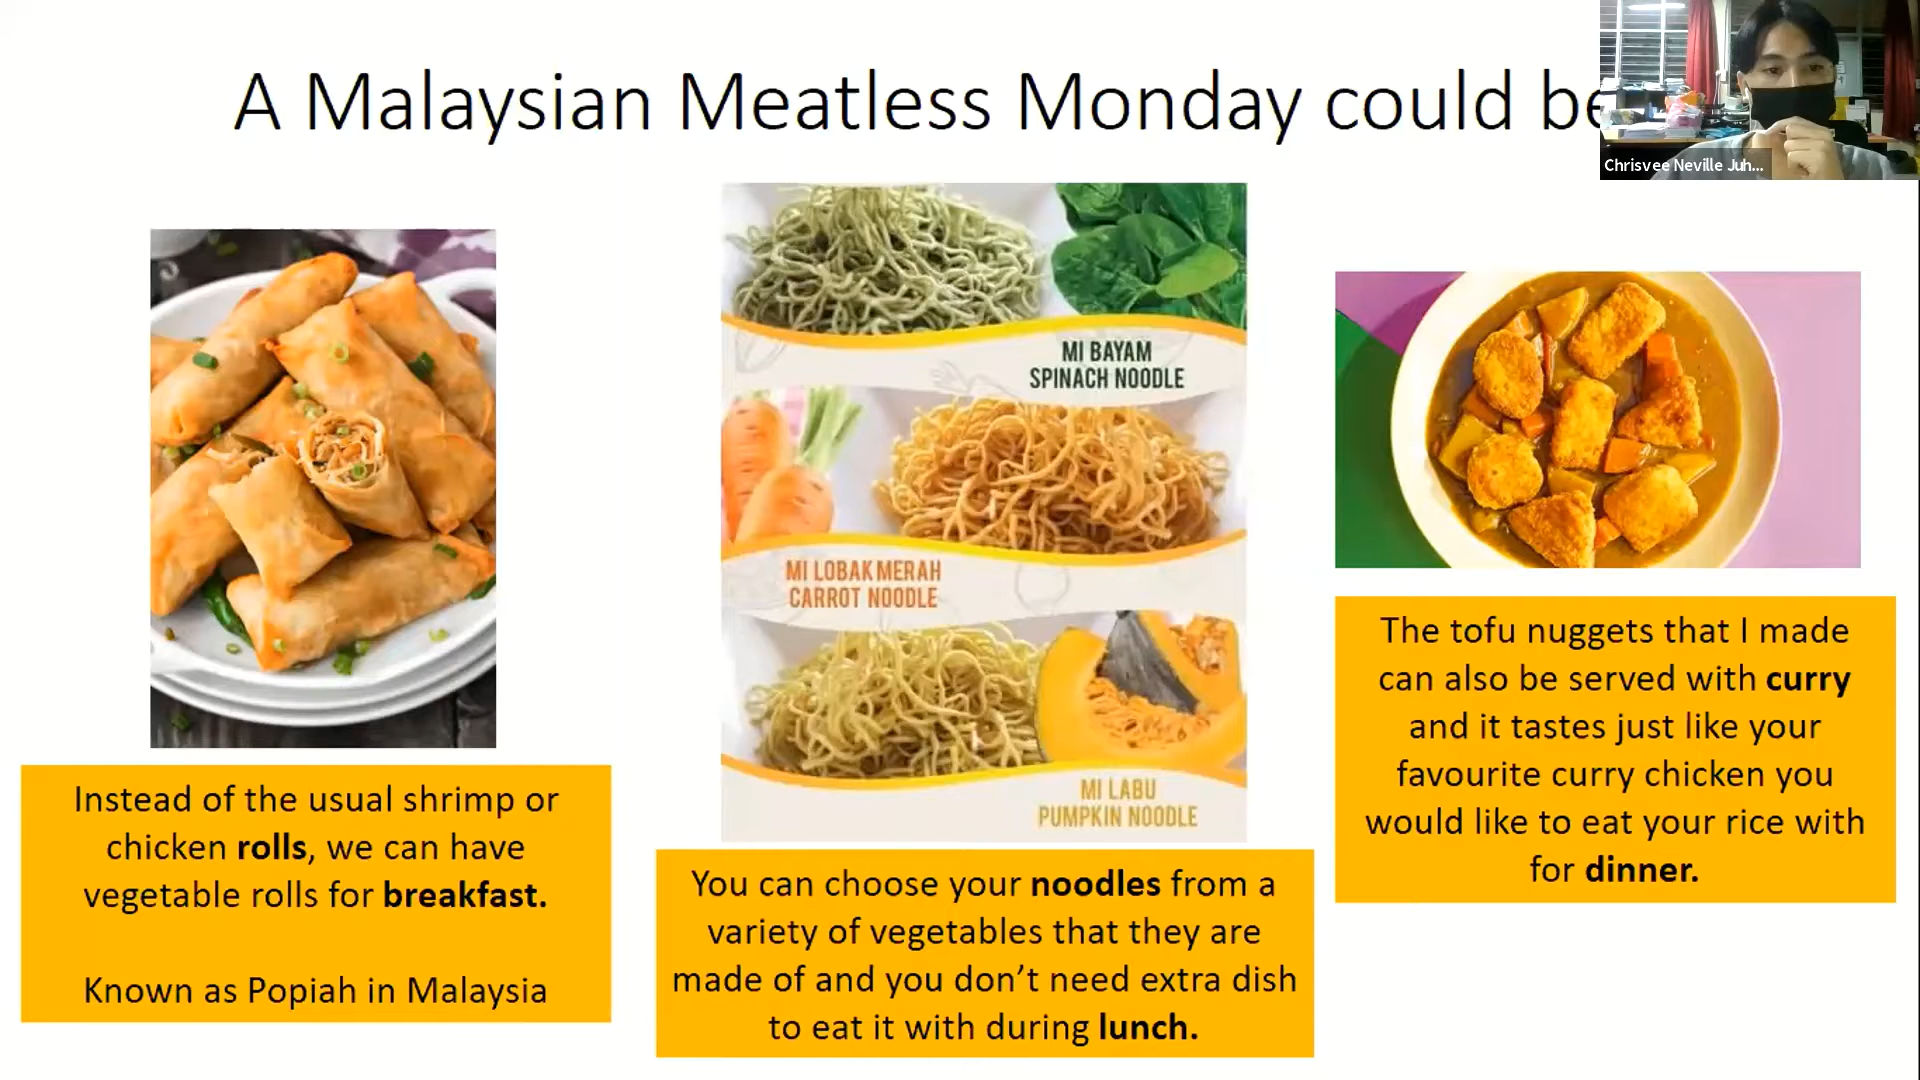 A Malaysian Meatless Monday could be
Chrisvee Neville Juh...
MI BAYAM
SPINACH NOODLE
MI LOBAK MERAH
CARROT NOODLE
MI LABU
PUMPKIN NOODLE
Instead of the usual shrimp or
chicken rolls, we can have
vegetable rolls for breakfast.
Known as Popiah in Malaysia
You can choose your noodles from a
variety of vegetables that they are
made of and you don’t need extra dish
to eat it with during lunch.
The tofu nuggets that I made
can also be served with curry
and it tastes just like your
favourite curry chicken you
would like to eat your rice with
for dinner.